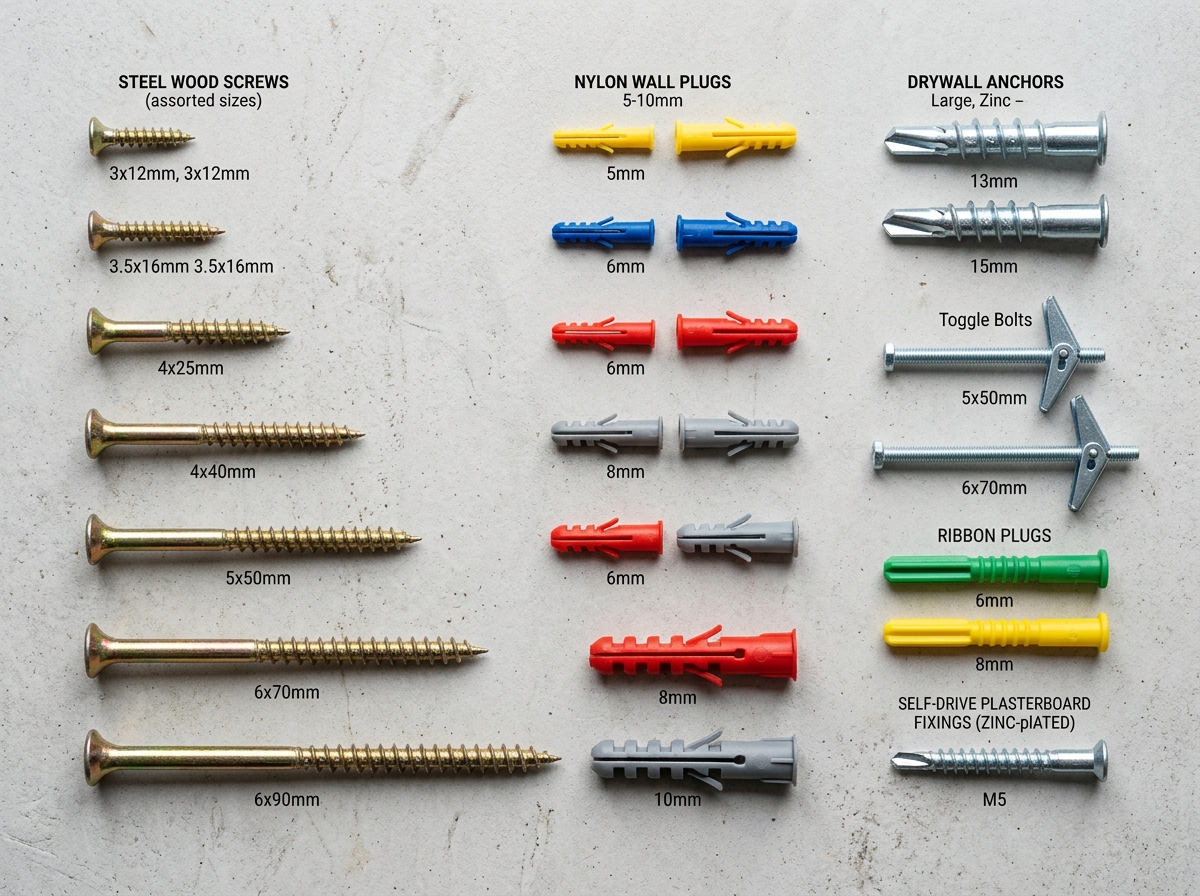 STEEL WOOD SCREWS
(assorted sizes)
3x12mm, 3x12mm
3.5x16mm 3.5x16mm
4x25mm
4x40mm
5x50mm
6x70mm
6x90mm
NYLON WALL PLUGS
5-10mm
5mm
6mm
6mm
8mm
6mm
8mm
10mm
DRYWALL ANCHORS
Large, Zinc –
13mm
15mm
Toggle Bolts
5x50mm
6x70mm
RIBBON PLUGS
6mm
8mm
SELF-DRIVE PLASTERBOARD
FIXINGS (ZINC-plATED)
M5